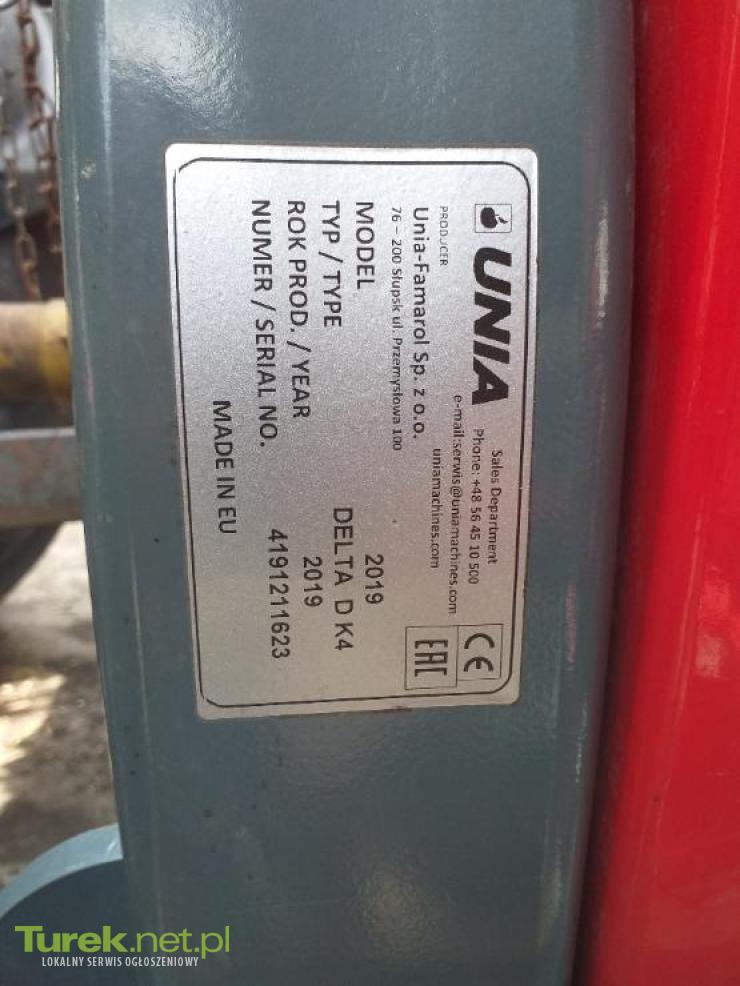 UNIA
Sales Department
Phone: +48 56 45 10 500
e-mail:serwis@uniamachines.com
uniamachines.com
CE
EAC
PRODUCER
Unia-Famarol Sp. z o.o.
76 – 200 Słupsk ul. Przemysłowa 100
MODEL 2019
TYP / TYPE DELTA D K4
ROK PROD. / YEAR 2019
NUMER / SERIAL NO. 4191211623
MADE IN EU
Turek.net.pl
LOKALNY SERWIS OGŁOSZENIOWY